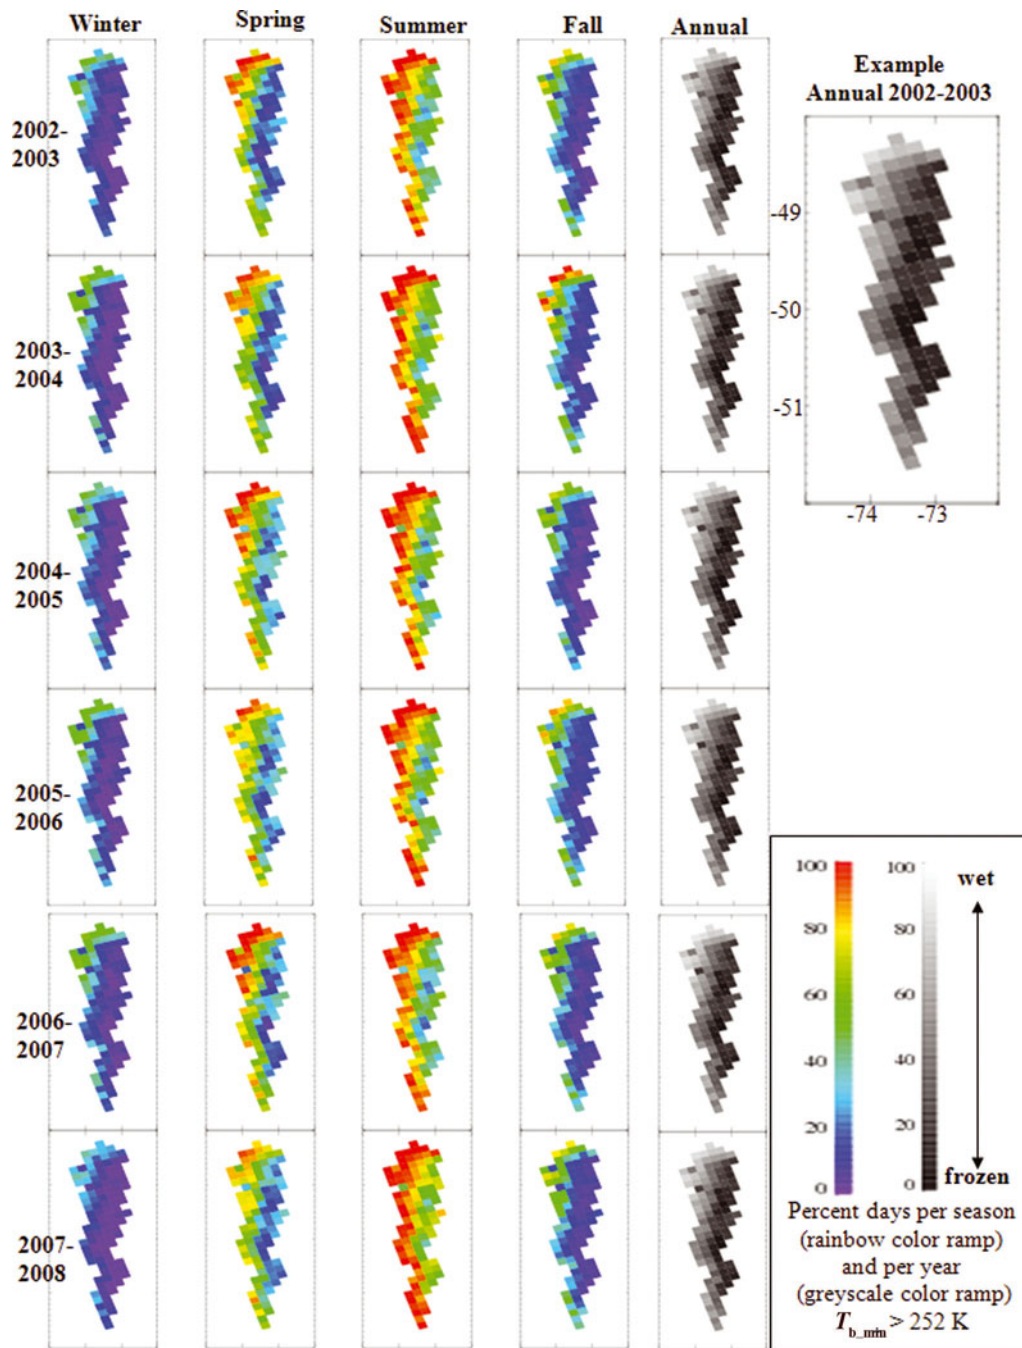 Winter Spring Summer Fall Annual
Example
Annual 2002-2003
2002-
2003
-49
-50
-51
-74 -73
2003-
2004
2004-
2005
2005-
2006
2006-
2007
2007-
2008
100 100
wet
80 80
60 60
40 40
20 20
0 0
frozen
Percent days per season
(rainbow color ramp)
and per year
(greyscale color ramp)
T_b_min > 252 K